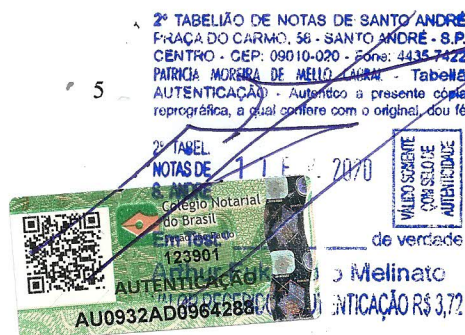 2º TABELIÃO DE NOTAS DE SANTO ANDRÉ
PRAÇA DO CARMO, 56 - SANTO ANDRÉ - S.P.
CENTRO - CEP: 09010-020 - Fone: 4435-7422
PATRICIA MOREIRA DE MELLO CABRAL - Tabeliã
AUTENTICAÇÃO - Autentico a presente cópia
reprográfica, a qual confere com o original, dou fé
5
2º TABEL.
NOTAS DE
S. ANDRÉ
2020
VÁLIDO SOMENTE
COM SELO DE
AUTENTICIDADE
Colégio Notarial
do Brasil
Em Test.
de verdade
123901
Melinato
AUTENTICAÇÃO
AUTENTICAÇÃO R$ 3,72
AU0932AD0964288